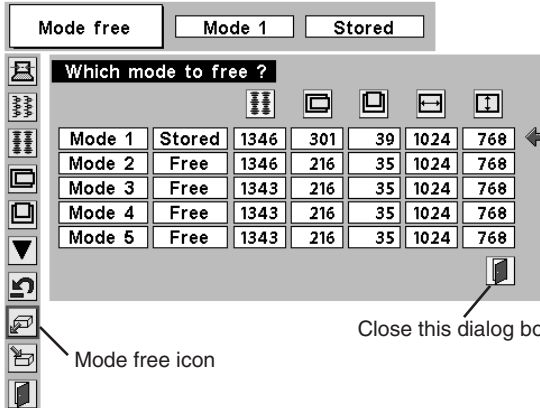 Mode free Mode 1 Stored
Which mode to free ?
Mode 1 Stored 1346 301 39 1024 768
Mode 2 Free 1346 216 35 1024 768
Mode 3 Free 1343 216 35 1024 768
Mode 4 Free 1343 216 35 1024 768
Mode 5 Free 1343 216 35 1024 768
Close this dialog bo
Mode free icon